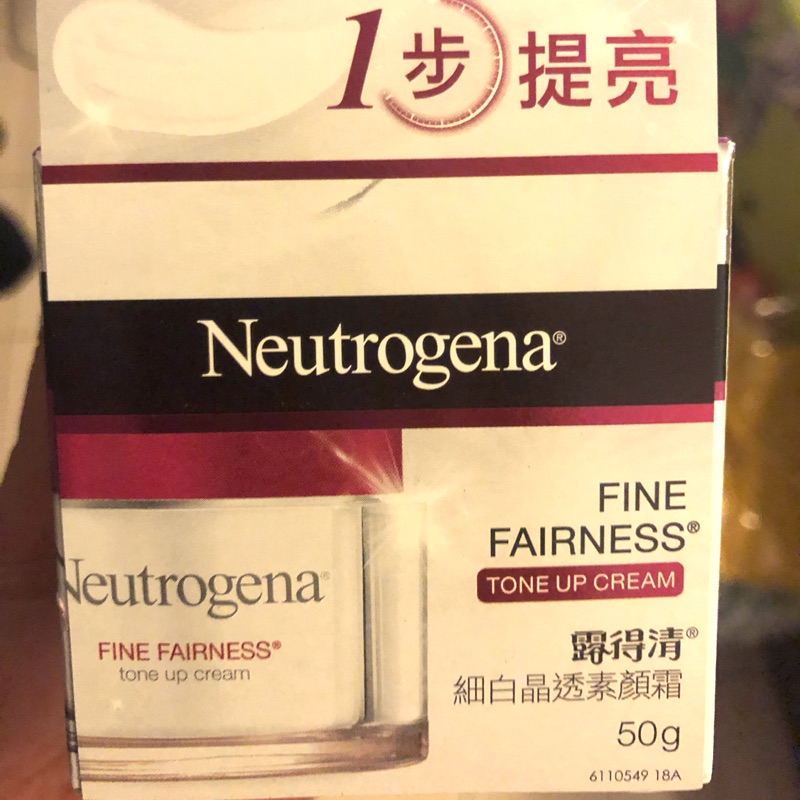 1步提亮
Neutrogena®
FINE
FAIRNESS®
TONE UP CREAM
Neutrogena®
FINE FAIRNESS®
tone up cream
露得清®
細白晶透素顏霜
50g
6110549 18A